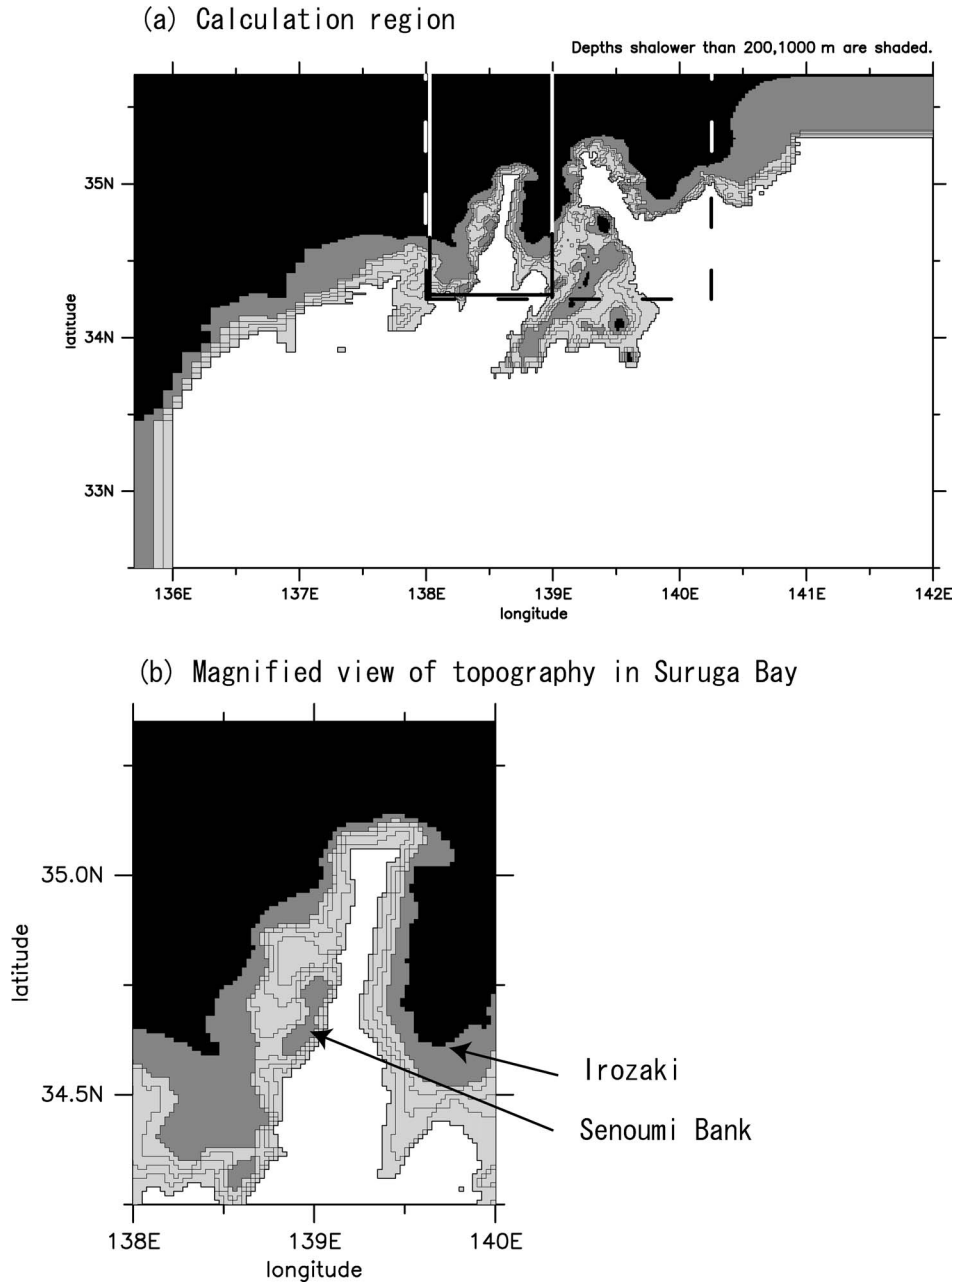 (a) Calculation region
Depths shalower than 200,1000 m are shaded.
35N
34N
33N
latitude
136E 137E 138E 139E 140E 141E 142E
longitude
(b) Magnified view of topography in Suruga Bay
35.0N
34.5N
latitude
Irozaki
Senoumi Bank
138E 139E 140E
longitude